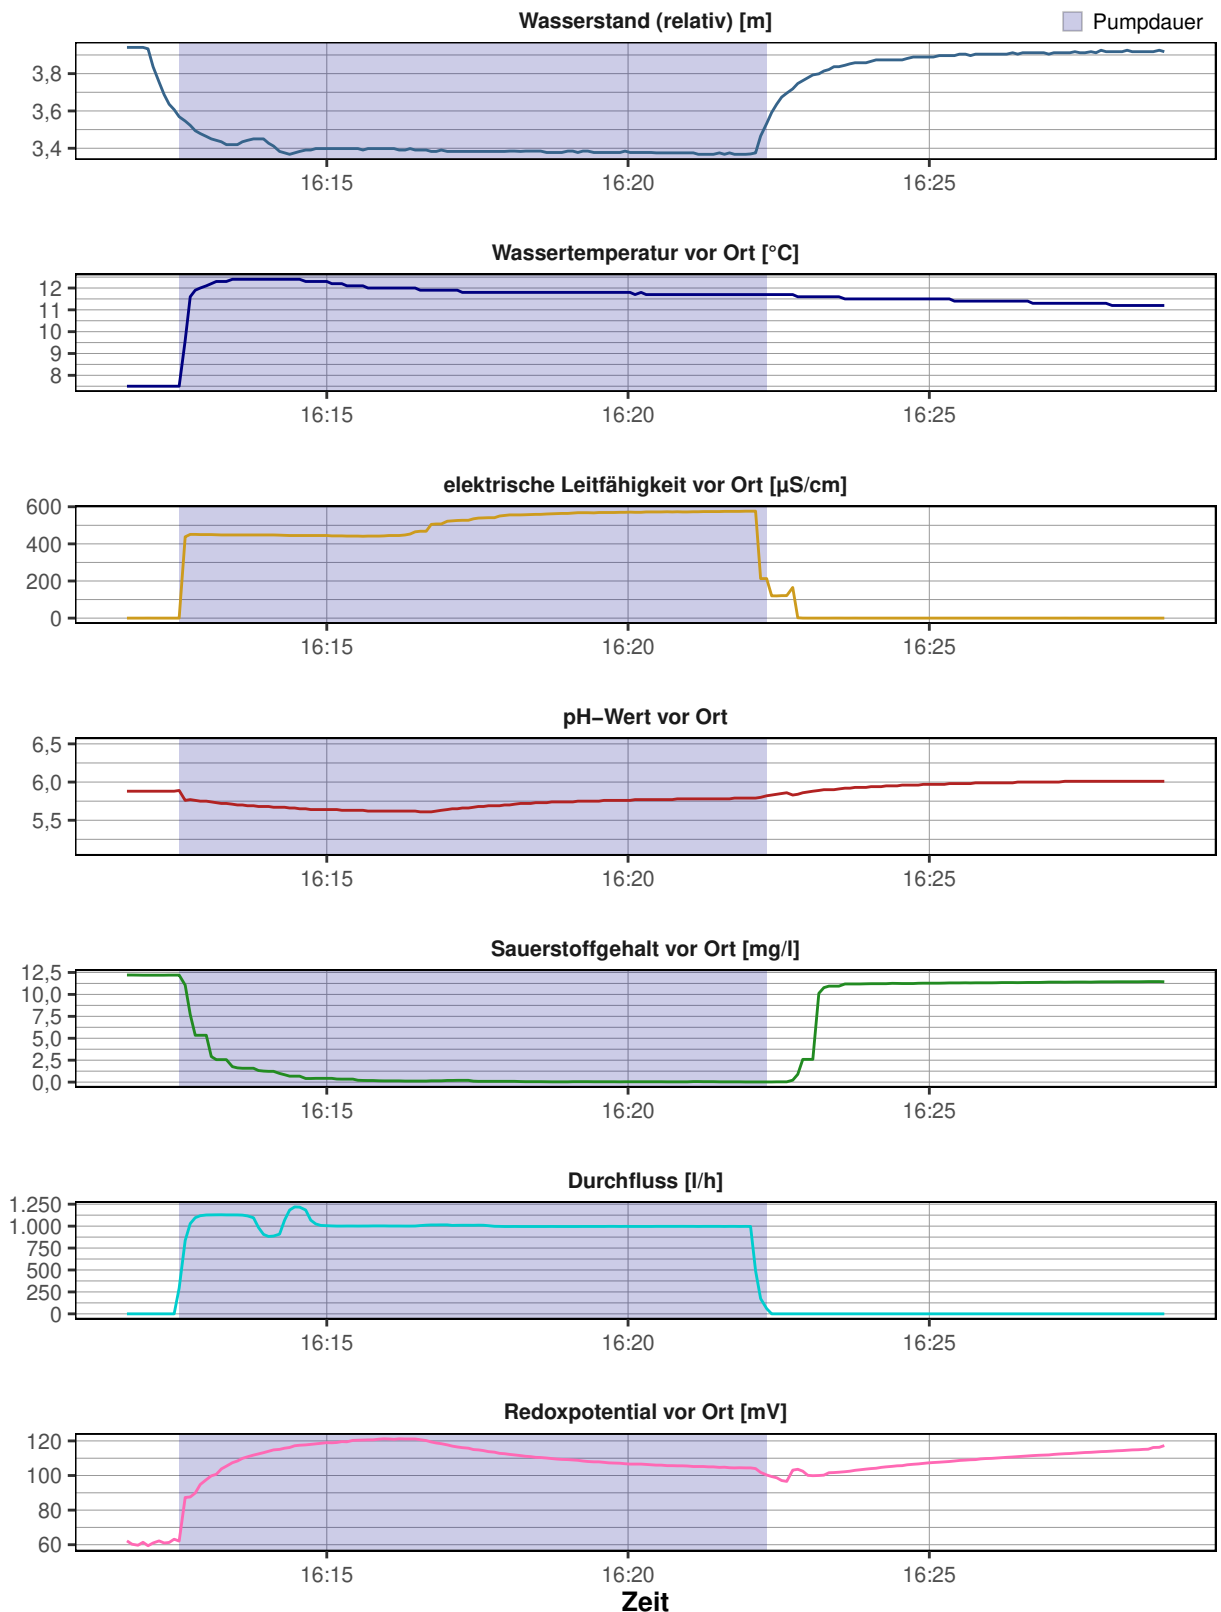 Wasserstand (relativ) [m]
Pumpdauer
3,8
3,6
3,4
16:15 16:20 16:25
Wassertemperatur vor Ort [°C]
12
11
10
9
8
16:15 16:20 16:25
elektrische Leitfähigkeit vor Ort [µS/cm]
600
400
200
0
16:15 16:20 16:25
pH−Wert vor Ort
6,5
6,0
5,5
16:15 16:20 16:25
Sauerstoffgehalt vor Ort [mg/l]
12,5
10,0
7,5
5,0
2,5
0,0
16:15 16:20 16:25
Durchfluss [l/h]
1.250
1.000
750
500
250
0
16:15 16:20 16:25
Redoxpotential vor Ort [mV]
120
100
80
60
16:15 16:20 16:25
Zeit